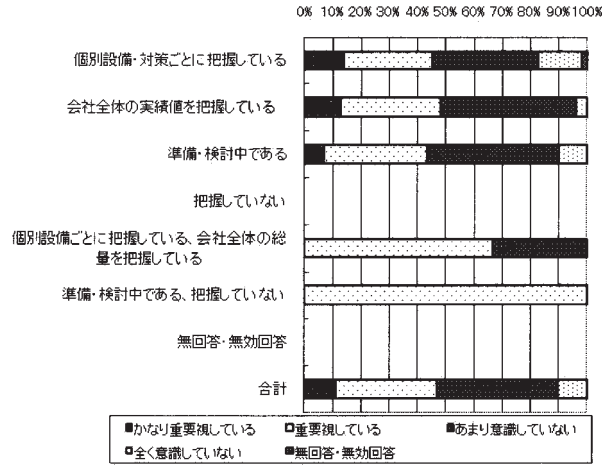 0% 10% 20% 30% 40% 50% 60% 70% 80% 90%100%
個別設備・対策ごとに把握している
会社全体の実績値を把握している
準備・検討中である
把握していない
個別設備ごとに把握している、会社全体の総
量を把握している
準備・検討中である、把握していない
無回答・無効回答
合計
かなり重要視している 重要視している あまり意識していない
全く意識していない 無回答・無効回答